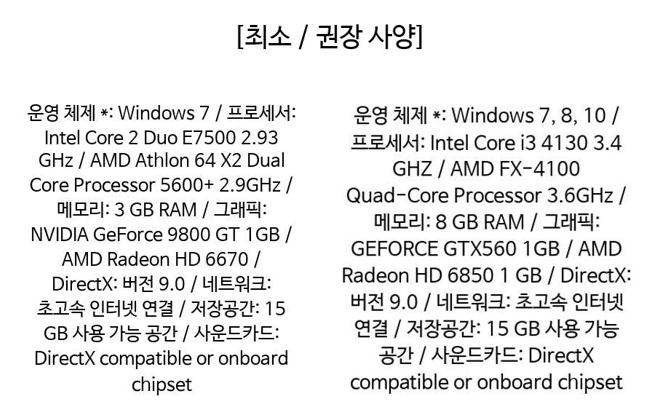 [최소 / 권장 사양]
운영 체제 *: Windows 7 / 프로세서:
Intel Core 2 Duo E7500 2.93
GHz / AMD Athlon 64 X2 Dual
Core Processor 5600+ 2.9GHz /
메모리: 3 GB RAM / 그래픽:
NVIDIA GeForce 9800 GT 1GB /
AMD Radeon HD 6670 /
DirectX: 버전 9.0 / 네트워크:
초고속 인터넷 연결 / 저장공간: 15
GB 사용 가능 공간 / 사운드카드:
DirectX compatible or onboard
chipset
운영 체제 *: Windows 7, 8, 10 /
프로세서: Intel Core i3 4130 3.4
GHZ / AMD FX-4100
Quad-Core Processor 3.6GHz /
메모리: 8 GB RAM / 그래픽:
GEFORCE GTX560 1GB / AMD
Radeon HD 6850 1 GB / DirectX:
버전 9.0 / 네트워크: 초고속 인터넷
연결 / 저장공간: 15 GB 사용 가능
공간 / 사운드카드: DirectX
compatible or onboard chipset